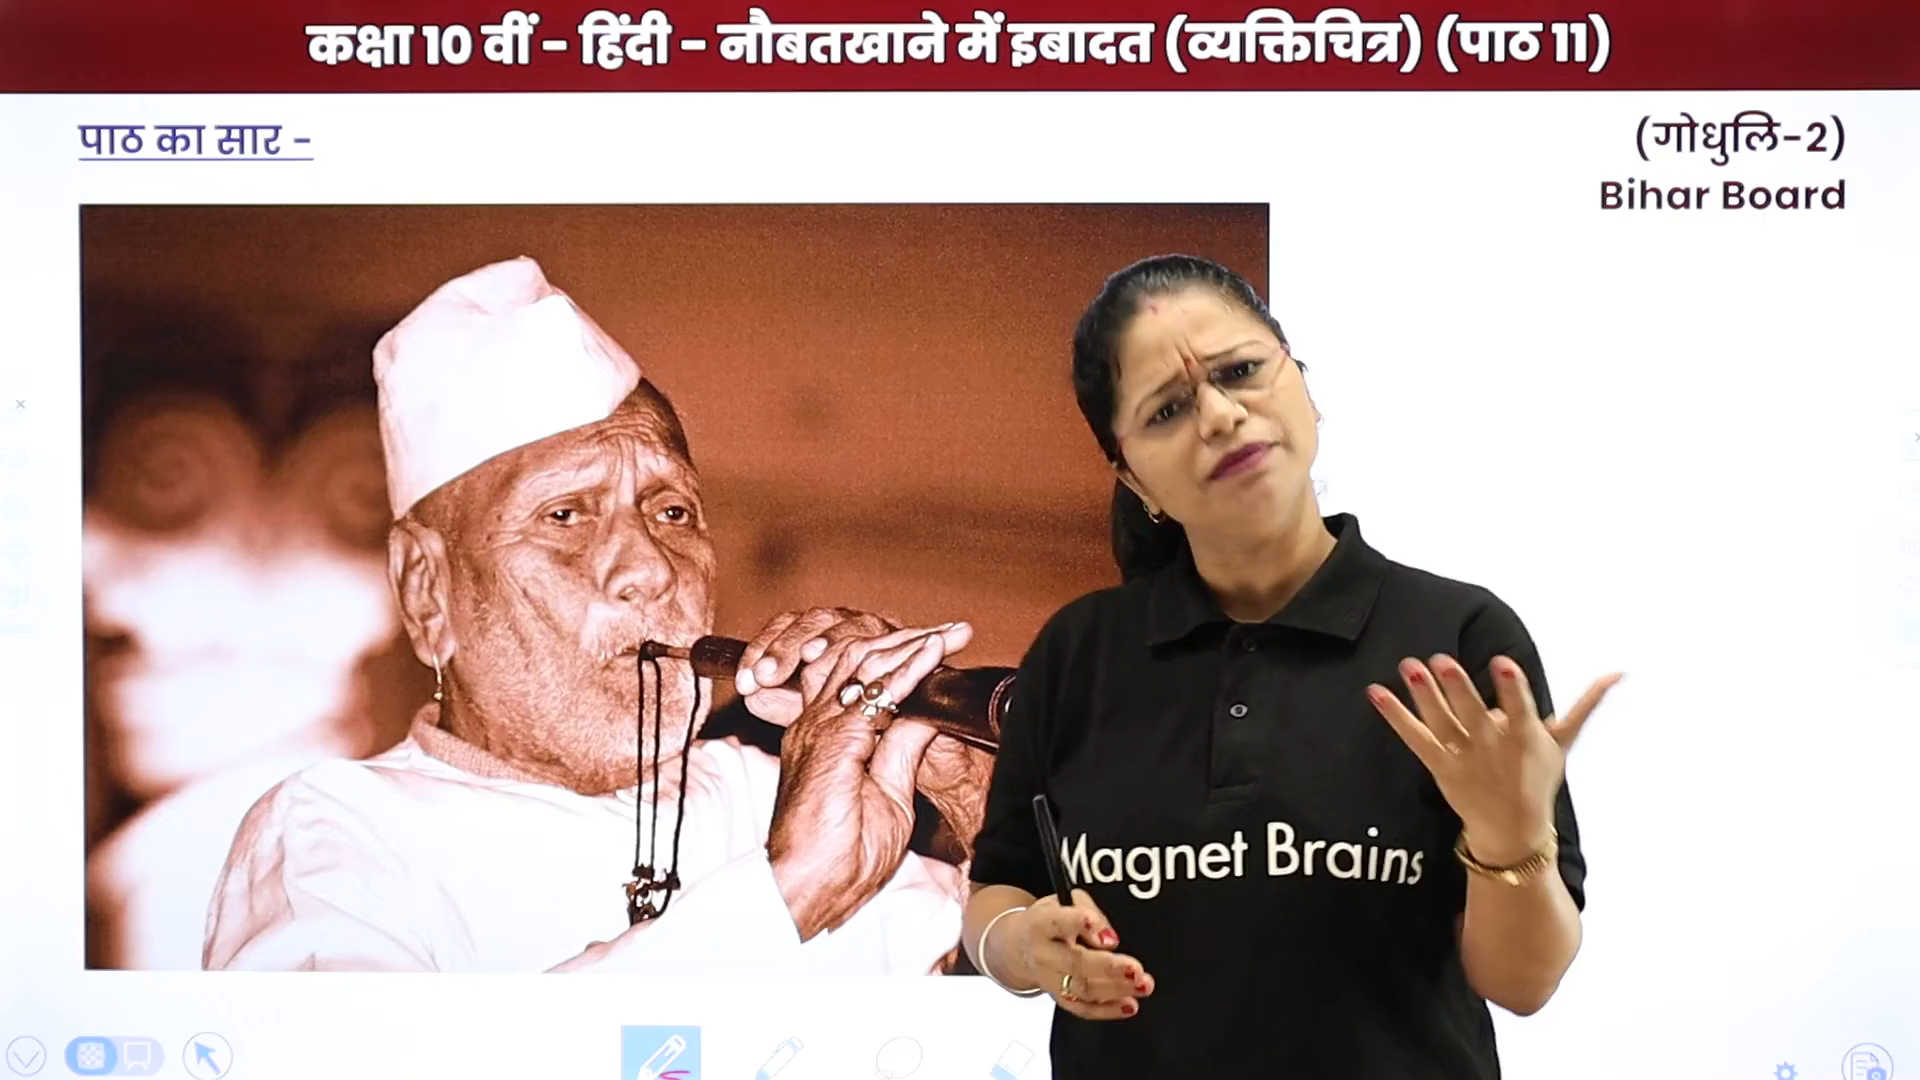 कक्षा 10 वीं - हिंदी - नौबतखाने में इबादत (व्यक्तिचित्र) (पाठ 11)
पाठ का सार -
(गोधुलि-2)
Bihar Board
Magnet Brains